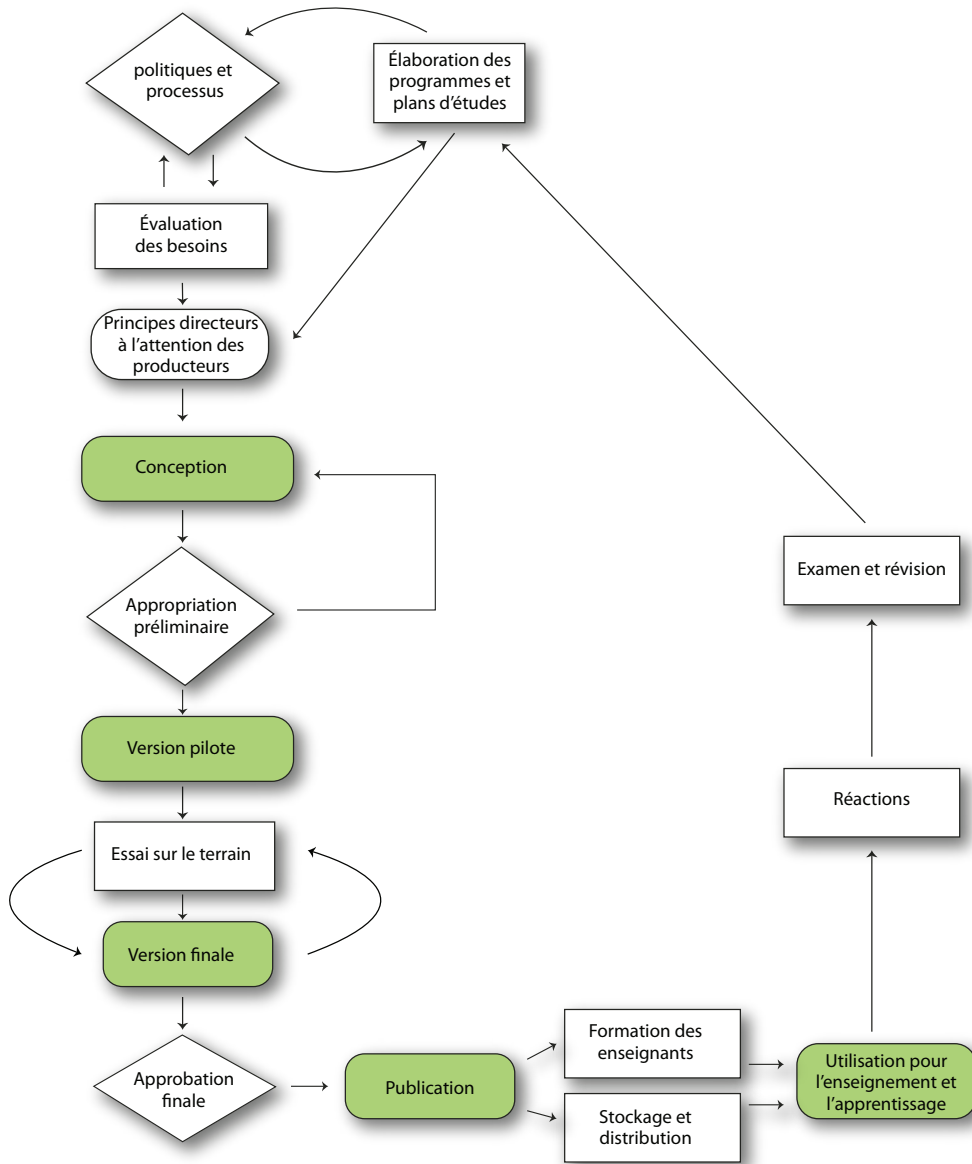 politiques et
processus
Élaboration des
programmes et
plans d'études
Évaluation
des besoins
Principes directeurs
à l'attention des
producteurs
Conception
Appropriation
préliminaire
Examen et révision
Version pilote
Réactions
Essai sur le terrain
Version finale
Formation des
enseignants
Approbation
finale
Publication
Utilisation pour
l'enseignement et
l'apprentissage
Stockage et
distribution